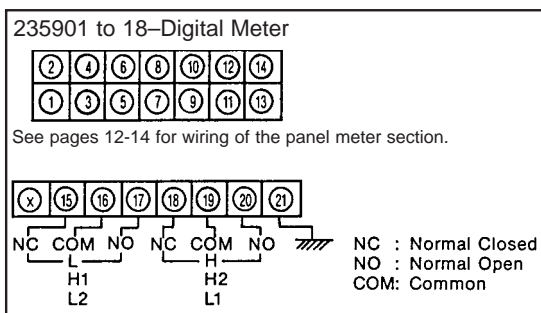 235901 to 18–Digital Meter
2 4 6 8 10 12 14
1 3 5 7 9 11 13
See pages 12-14 for wiring of the panel meter section.
x 15 16 17 18 19 20 21
NC COM NO NC COM NO NC : Normal Closed
L H NO : Normal Open
H1 H2 COM: Common
L2 L1